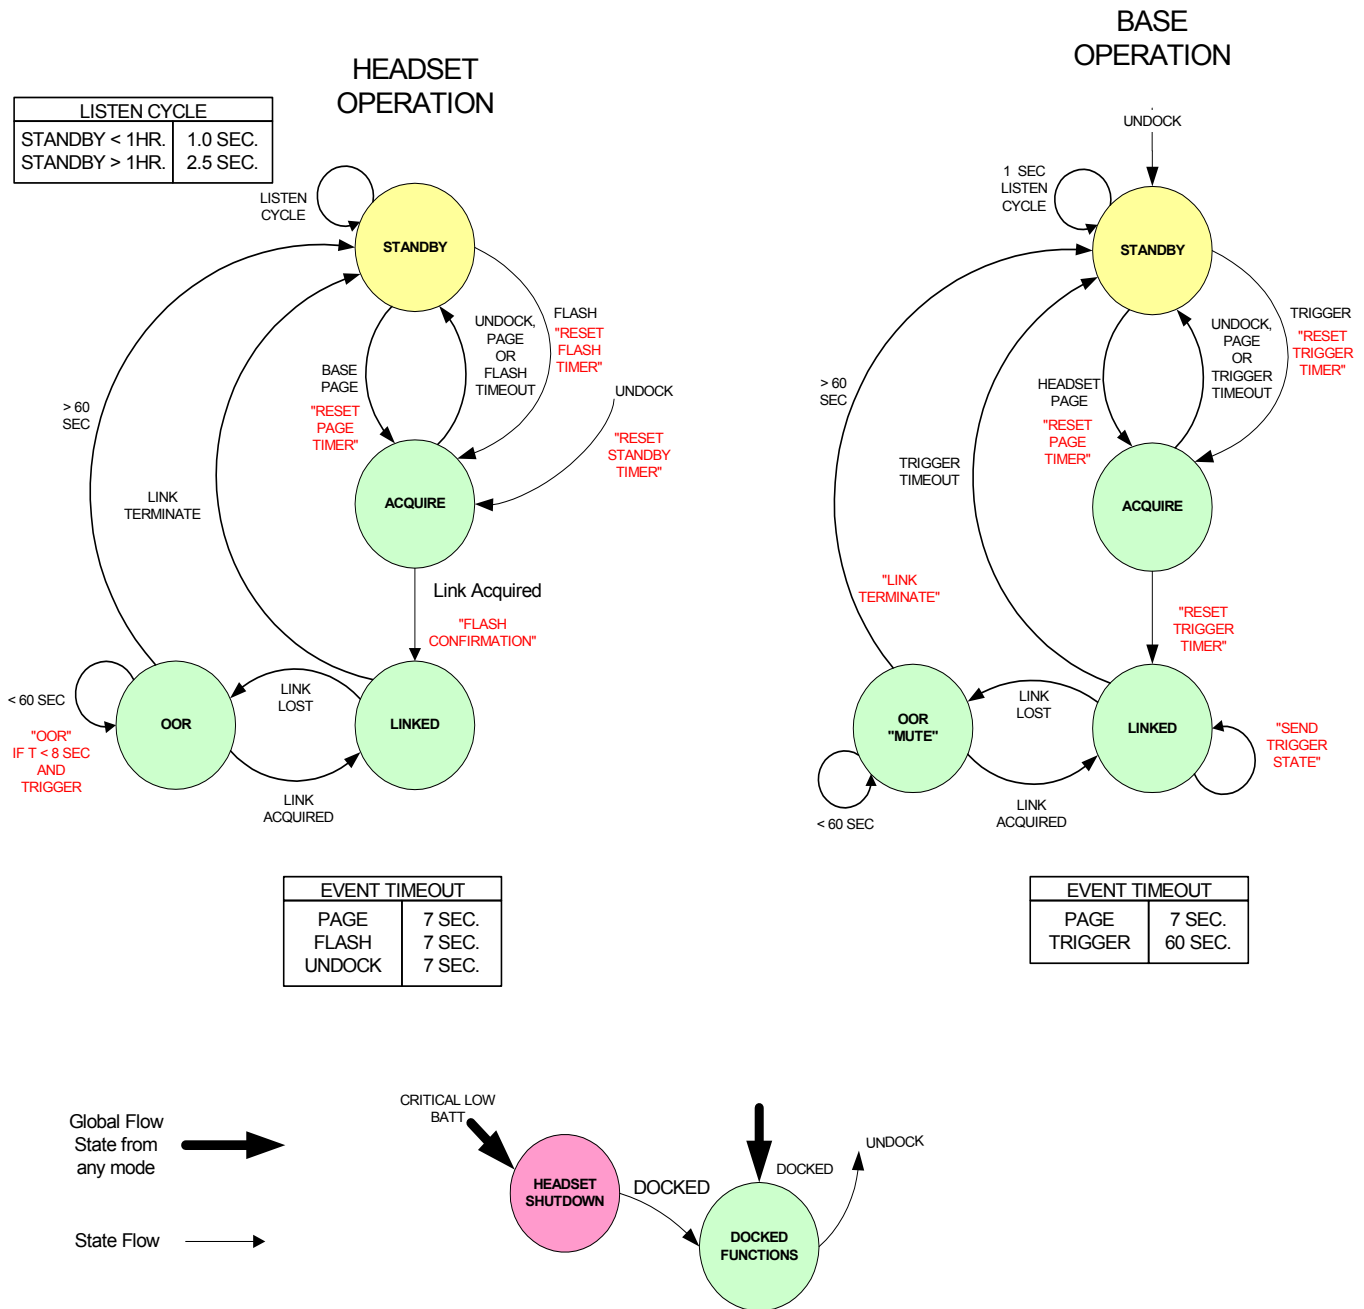 BASE
OPERATION
HEADSET
OPERATION
LISTEN CYCLE
STANDBY < 1HR. 1.0 SEC.
STANDBY > 1HR. 2.5 SEC.
LISTEN
CYCLE
STANDBY
FLASH
"RESET
FLASH
TIMER"
UNDOCK,
PAGE
OR
FLASH
TIMEOUT
BASE
PAGE
"RESET
PAGE
TIMER"
UNDOCK
"RESET
STANDBY
TIMER"
> 60
SEC
LINK
TERMINATE
ACQUIRE
Link Acquired
"FLASH
CONFIRMATION"
< 60 SEC
"OOR"
IF T < 8 SEC
AND
TRIGGER
OOR
LINK
LOST
LINKED
LINK
ACQUIRED
EVENT TIMEOUT
PAGE 7 SEC.
FLASH 7 SEC.
UNDOCK 7 SEC.
UNDOCK
1 SEC
LISTEN
CYCLE
STANDBY
TRIGGER
"RESET
TRIGGER
TIMER"
UNDOCK,
PAGE
OR
TRIGGER
TIMEOUT
HEADSET
PAGE
"RESET
PAGE
TIMER"
> 60
SEC
TRIGGER
TIMEOUT
ACQUIRE
"LINK
TERMINATE"
"RESET
TRIGGER
TIMER"
OOR
"MUTE"
LINK
LOST
LINKED
"SEND
TRIGGER
STATE"
< 60 SEC
LINK
ACQUIRED
EVENT TIMEOUT
PAGE 7 SEC.
TRIGGER 60 SEC.
Global Flow
State from
any mode
State Flow
CRITICAL LOW
BATT
HEADSET
SHUTDOWN
DOCKED
DOCKED
UNDOCK
DOCKED
FUNCTIONS